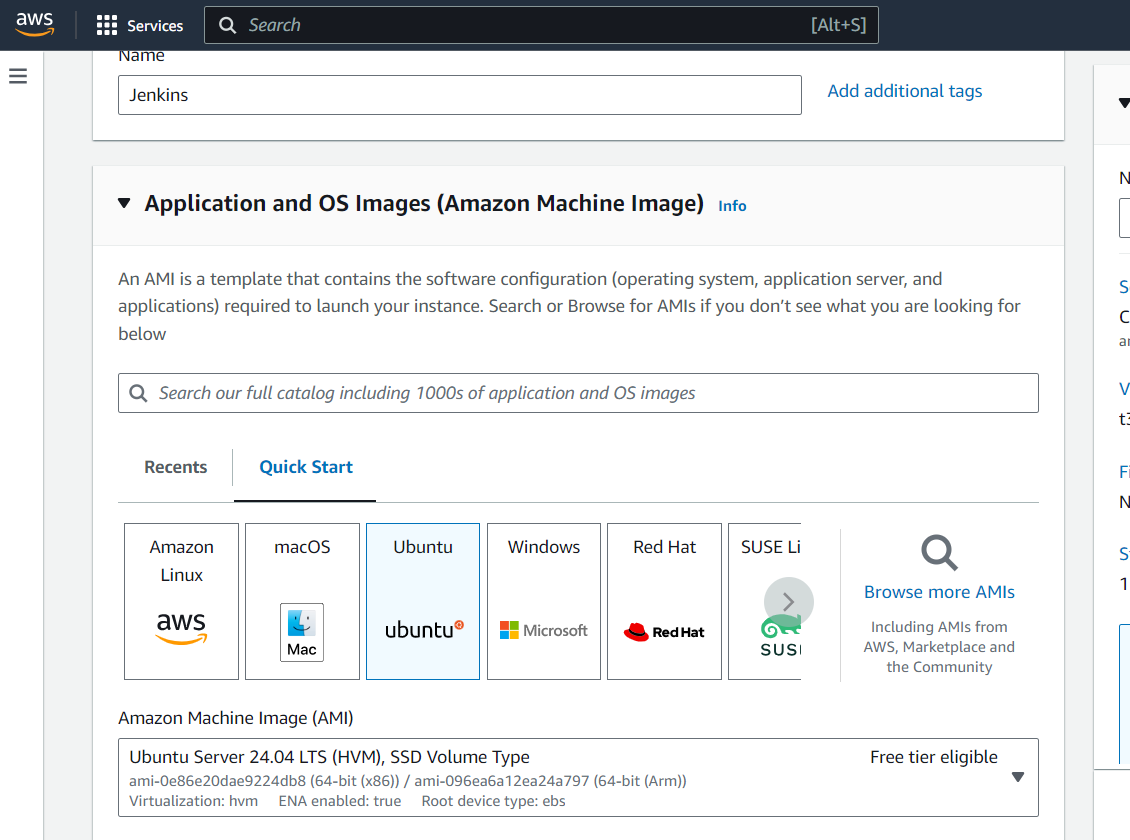 aws
Services
Search
[Alt+S]
Name
Jenkins
Add additional tags
Application and OS Images (Amazon Machine Image) Info
An AMI is a template that contains the software configuration (operating system, application server, and
applications) required to launch your instance. Search or Browse for AMIs if you don’t see what you are looking for
below
Search our full catalog including 1000s of application and OS images
Recents
Quick Start
Amazon
Linux
aws
macOS
Mac
Ubuntu
ubuntu
Windows
Microsoft
Red Hat
Red Hat
SUSE Li
SUS
Browse more AMIs
Including AMIs from
AWS, Marketplace and
the Community
Amazon Machine Image (AMI)
Ubuntu Server 24.04 LTS (HVM), SSD Volume Type
Free tier eligible
ami-0e86e20dae9224db8 (64-bit (x86)) / ami-096ea6a12ea24a797 (64-bit (Arm))
Virtualization: hvm ENA enabled: true Root device type: ebs